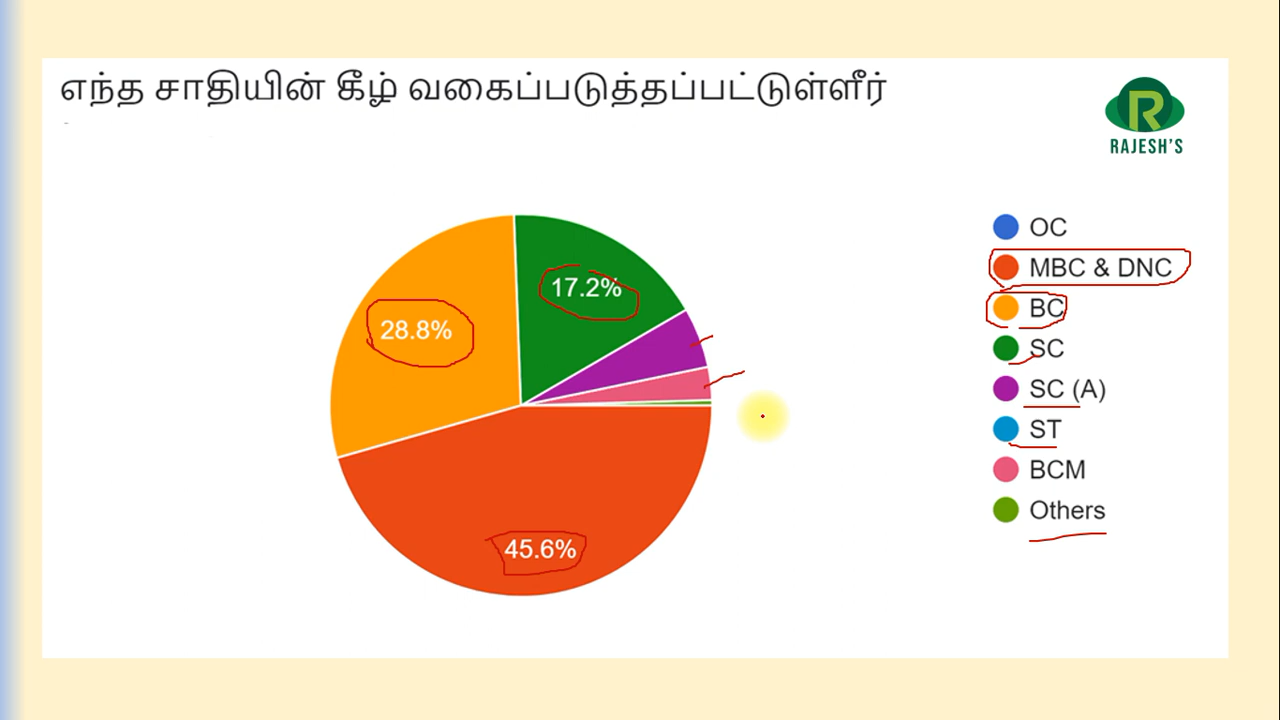 எந்த சாதியின் கீழ் வகைப்படுத்தப்பட்டுள்ளீர்
RAJESH'S
OC
MBC & DNC
BC
SC
SC (A)
ST
BCM
Others
17.2%
28.8%
45.6%